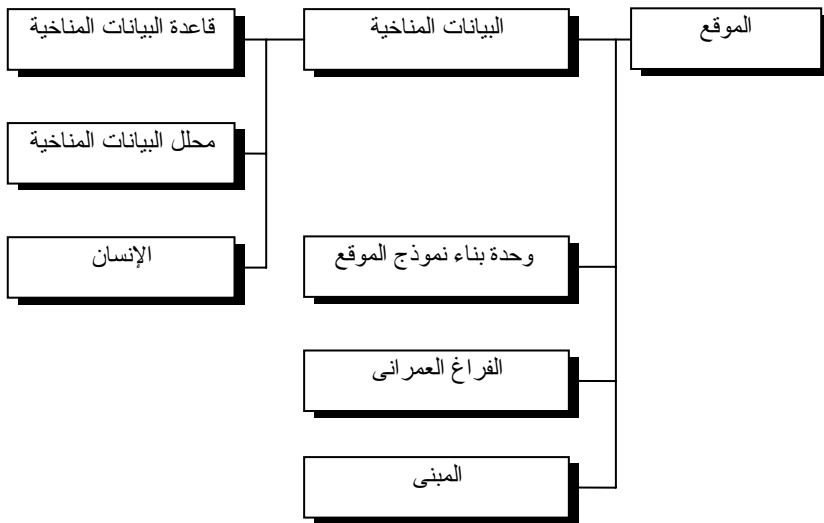 الموقع
البيانات المناخية
قاعدة البيانات المناخية
محلل البيانات المناخية
الإنسان
وحدة بناء نموذج الموقع
الفراغ العمرانى
المبنى